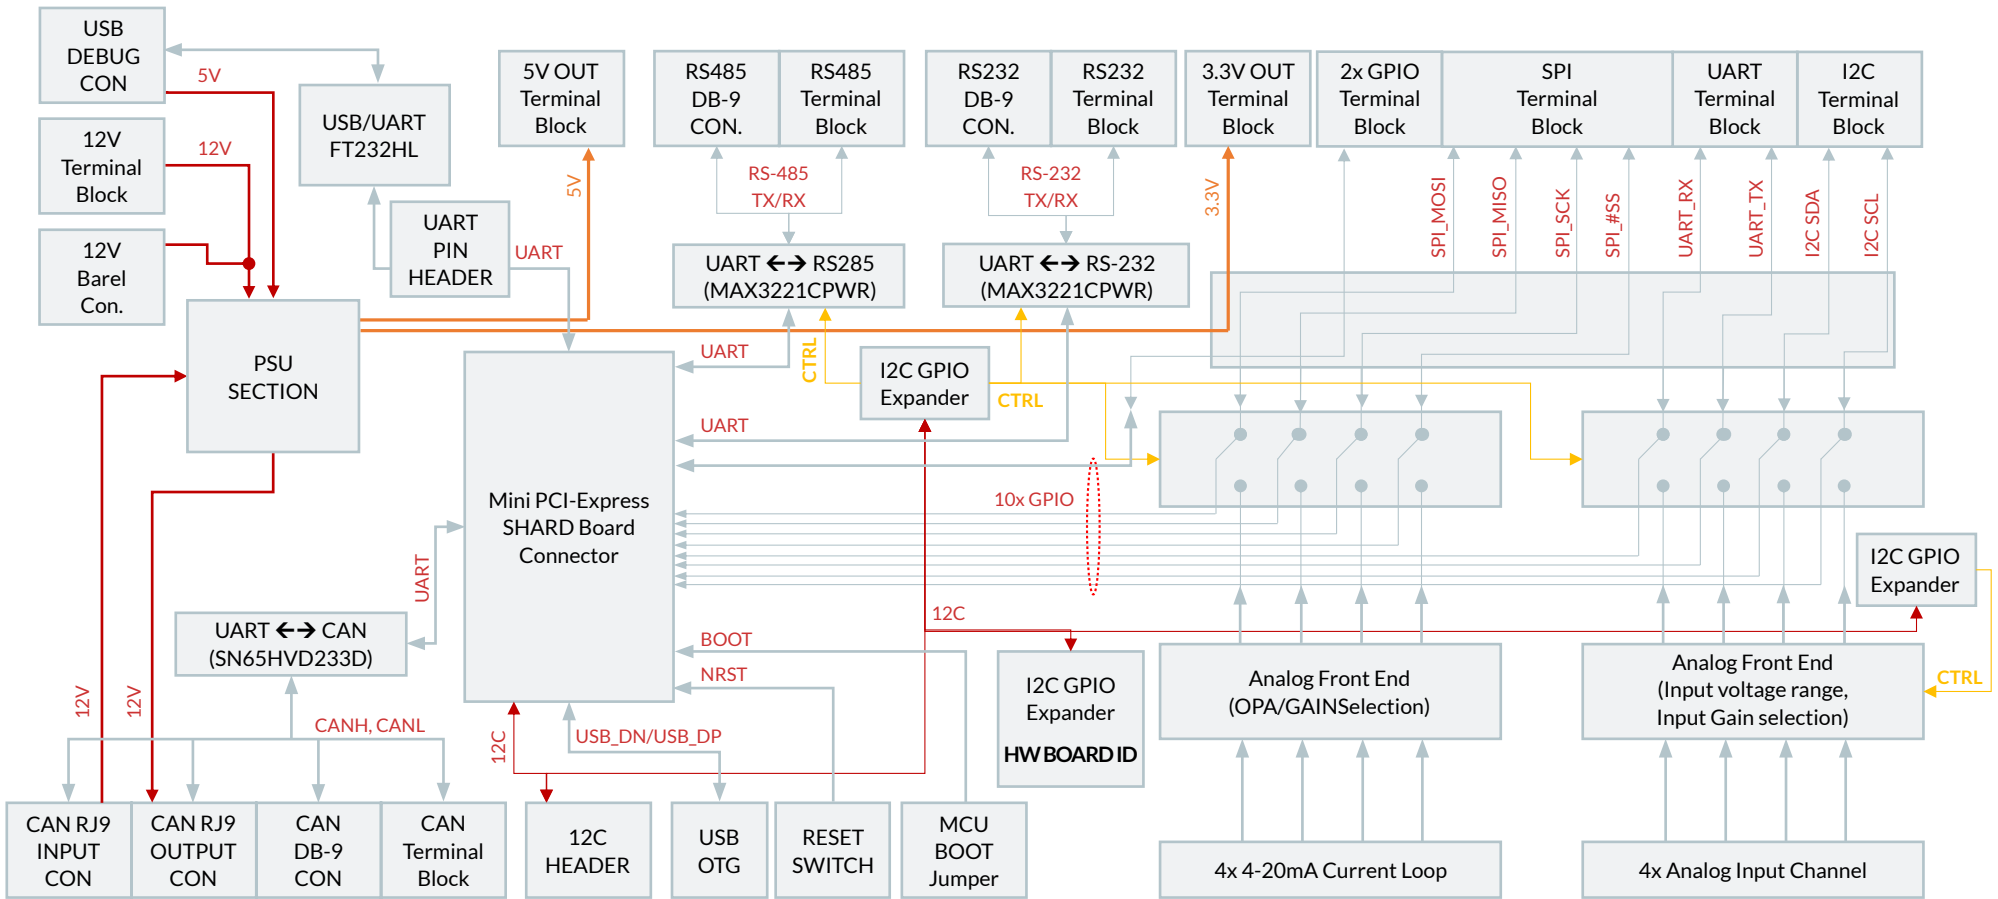 USB
DEBUG
CON
5V
12V
Terminal
Block
12V
12V
Barel
Con.
USB/UART
FT232HL
UART
PIN
HEADER
UART
PSU
SECTION
5V OUT
Terminal
Block
5V
RS485
DB-9
CON.
RS485
Terminal
Block
RS-485
TX/RX
UART ←→ RS285
(MAX3221CPWR)
RS232
DB-9
CON.
RS232
Terminal
Block
RS-232
TX/RX
UART ←→ RS-232
(MAX3221CPWR)
3.3V OUT
Terminal
Block
3.3V
2x GPIO
Terminal
Block
SPI
Terminal
Block
UART
Terminal
Block
I2C
Terminal
Block
SPI_MOSI
SPI_MISO
SPI_SCK
SPI_#SS
UART_RX
UART_TX
I2C SDA
I2C SCL
UART
CTRL
I2C GPIO
Expander
CTRL
UART
Mini PCI-Express
SHARD Board
Connector
10x GPIO
UART
UART ←→ CAN
(SN65HVD233D)
12V
12V
CANH, CANL
BOOT
NRST
12C
USB_DN/USB_DP
12C
I2C GPIO
Expander
HW BOARD ID
Analog Front End
(OPA/GAINSelection)
Analog Front End
(Input voltage range,
Input Gain selection)
I2C GPIO
Expander
CTRL
CAN RJ9
INPUT
CON
CAN RJ9
OUTPUT
CON
CAN
DB-9
CON
CAN
Terminal
Block
12C
HEADER
USB
OTG
RESET
SWITCH
MCU
BOOT
Jumper
4x 4-20mA Current Loop
4x Analog Input Channel